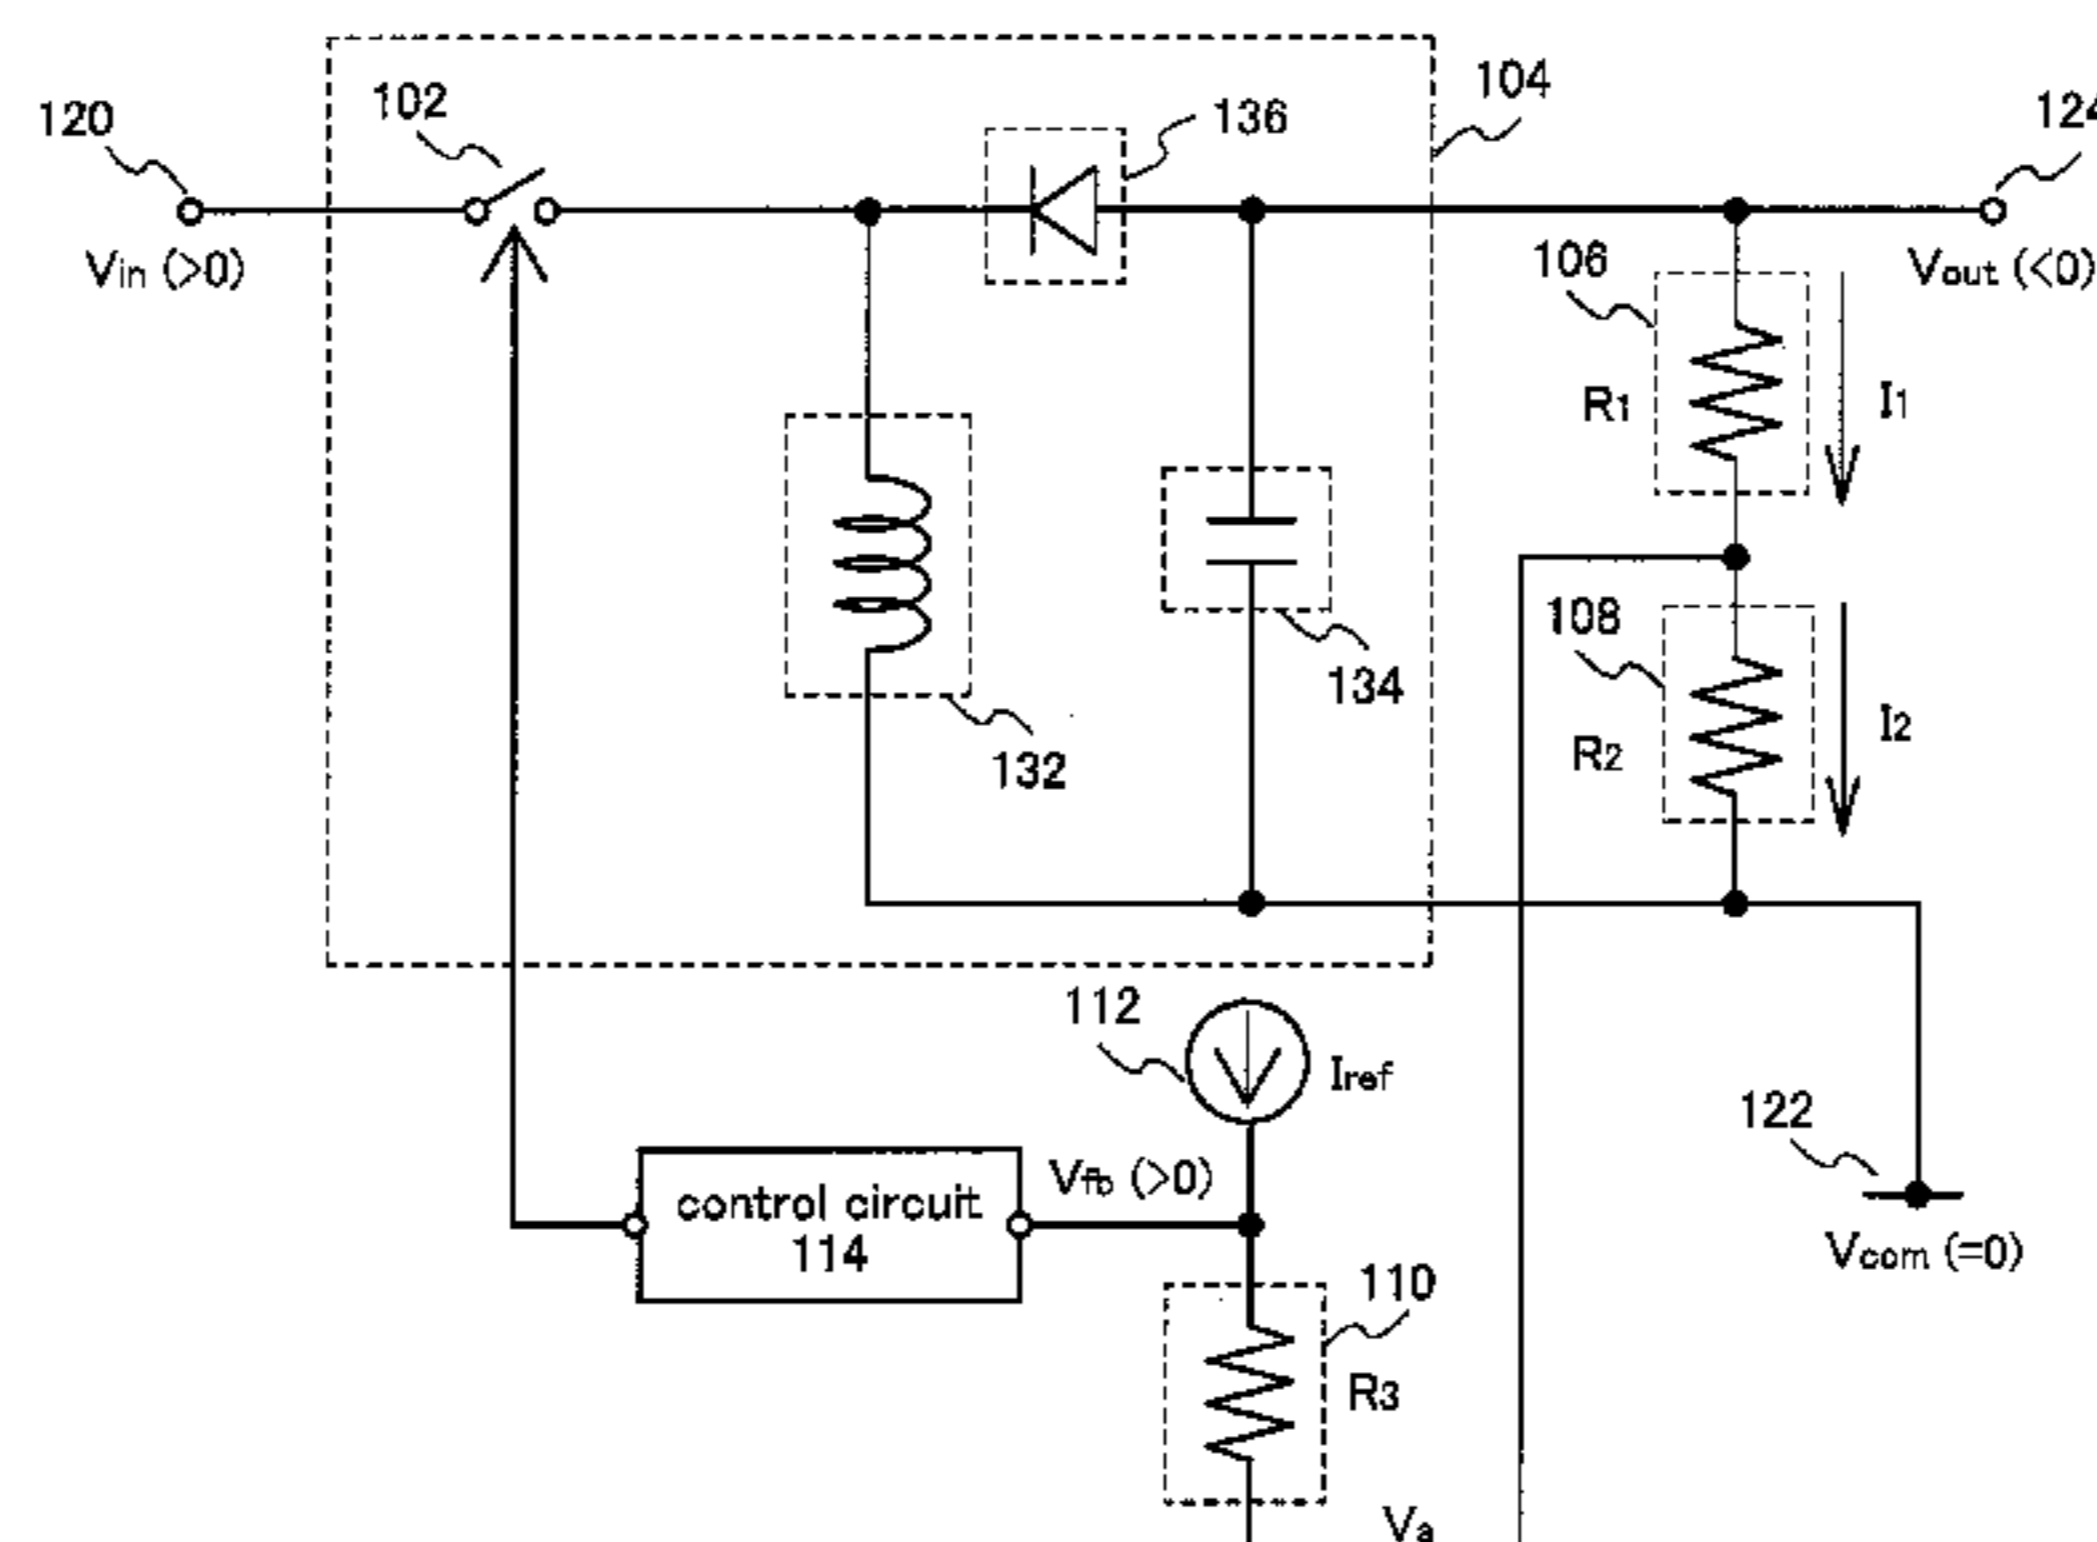 104
120
102
136
124
Vin (>0)
106
Vout (<0)
R1
I1
108
134
132
R2
I2
112
Iref
122
Vfb (>0)
control circuit
114
Vcom (=0)
110
R3
Va